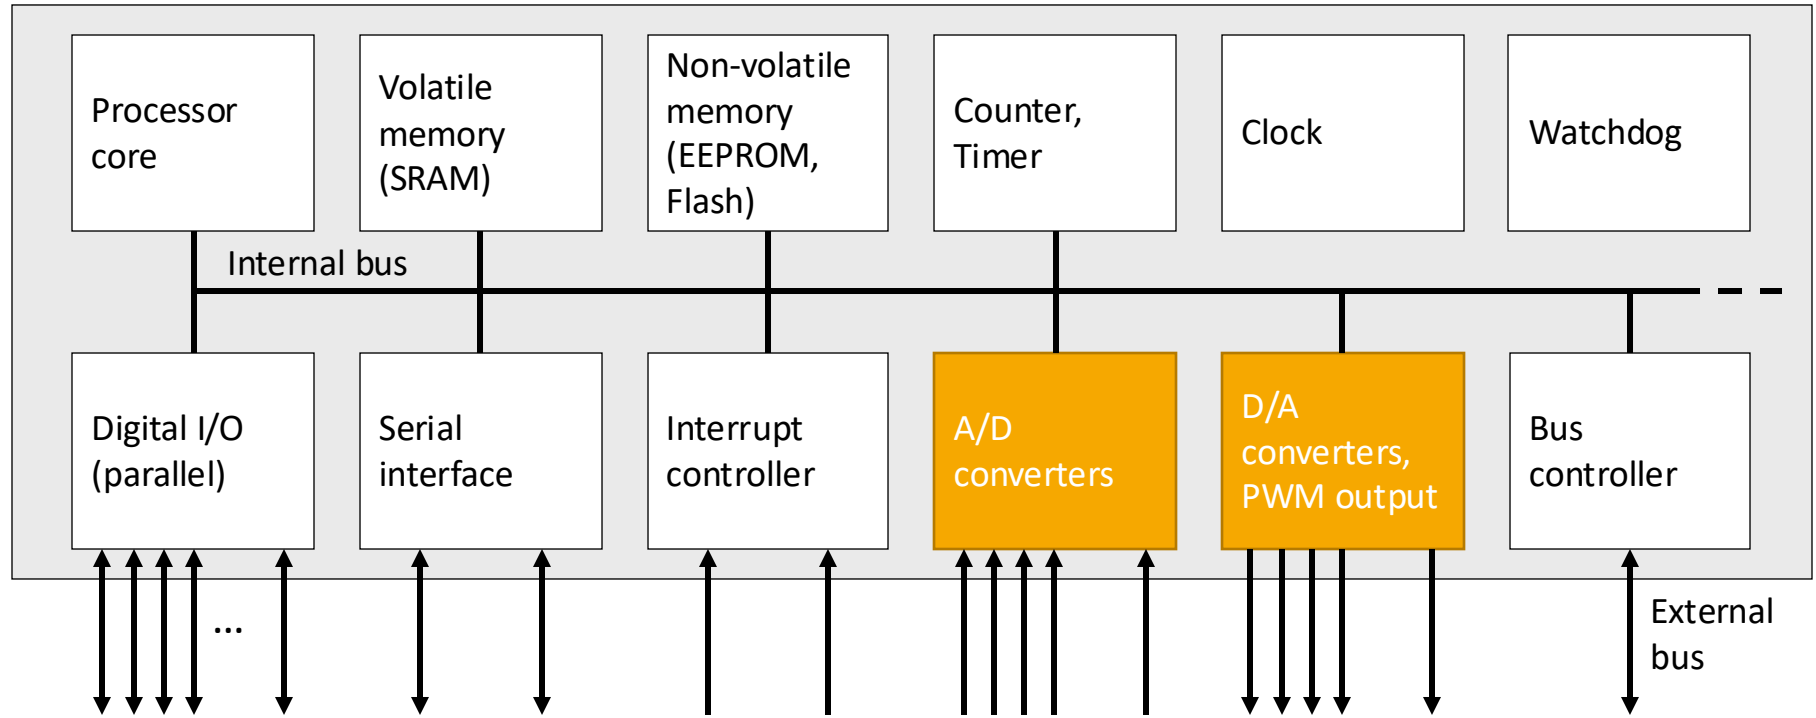 Processor
core
Volatile
memory
(SRAM)
Non-volatile
memory
(EEPROM,
Flash)
Counter,
Timer
Clock
Watchdog
Internal bus
Digital I/O
(parallel)
Serial
interface
Interrupt
controller
A/D
converters
D/A
converters,
PWM output
Bus
controller
...
External
bus